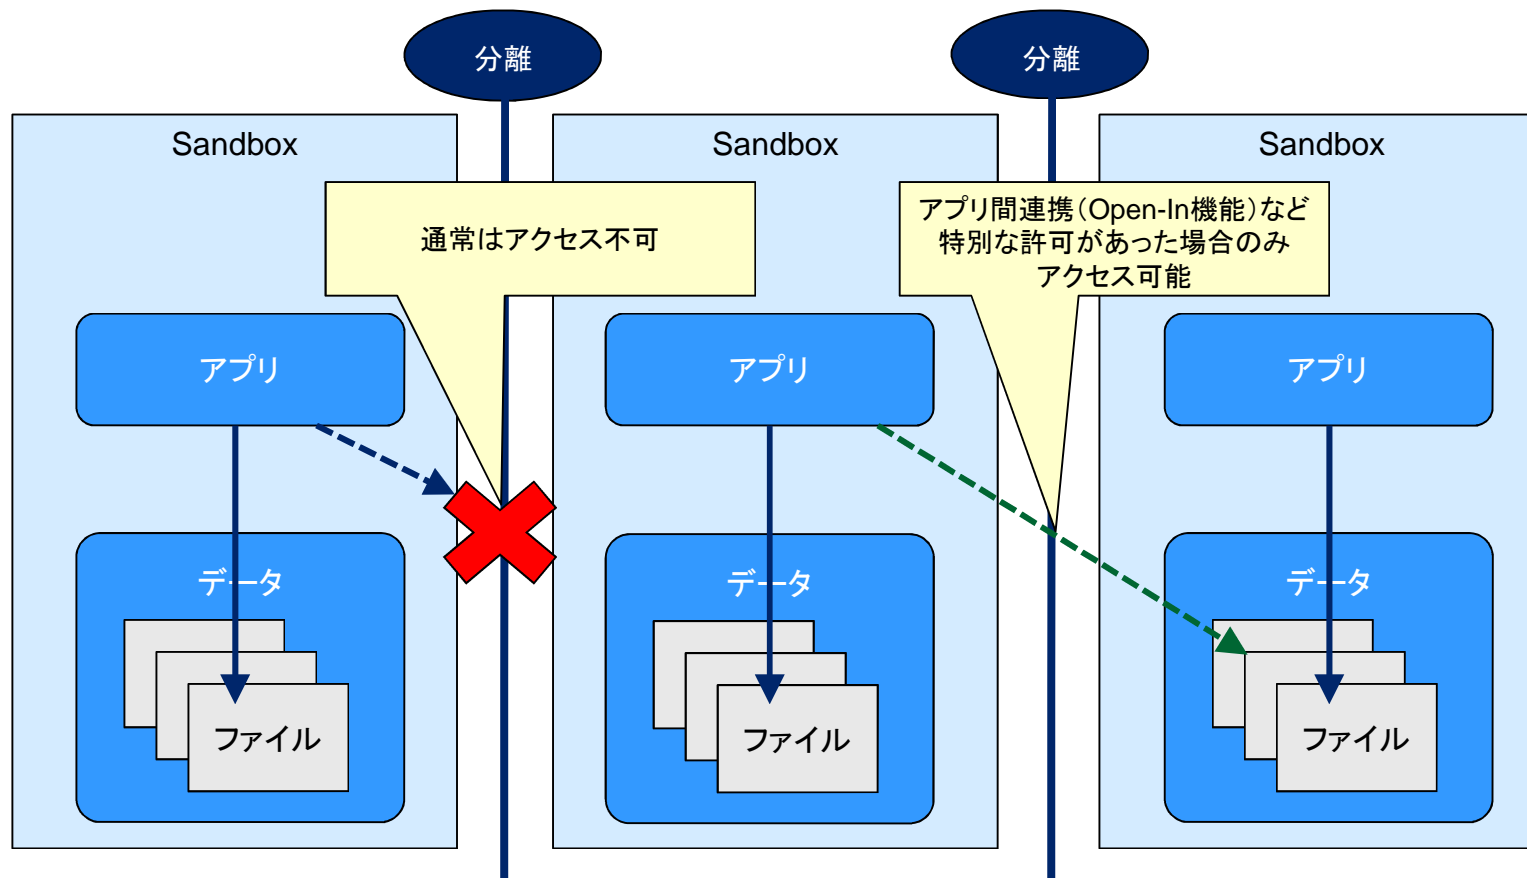 分離
分離
Sandbox
Sandbox
Sandbox
通常はアクセス不可
アプリ間連携(Open-In機能)など
特別な許可があった場合のみ
アクセス可能
アプリ
アプリ
アプリ
データ
データ
データ
ファイル
ファイル
ファイル